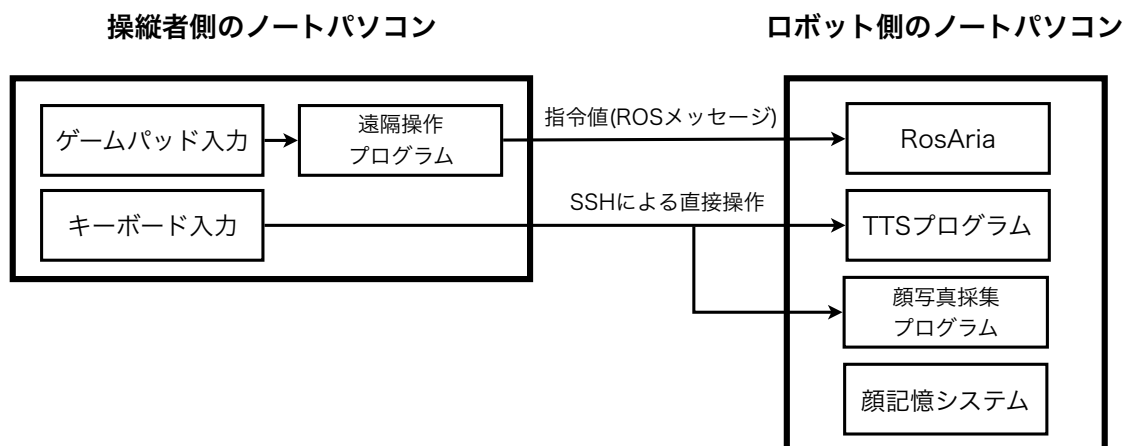 操縦者側のノートパソコン
ロボット側のノートパソコン
ゲームパッド入力
遠隔操作
プログラム
指令値(ROSメッセージ)
RosAria
キーボード入力
SSHによる直接操作
TTSプログラム
顔写真採集
プログラム
顔記憶システム